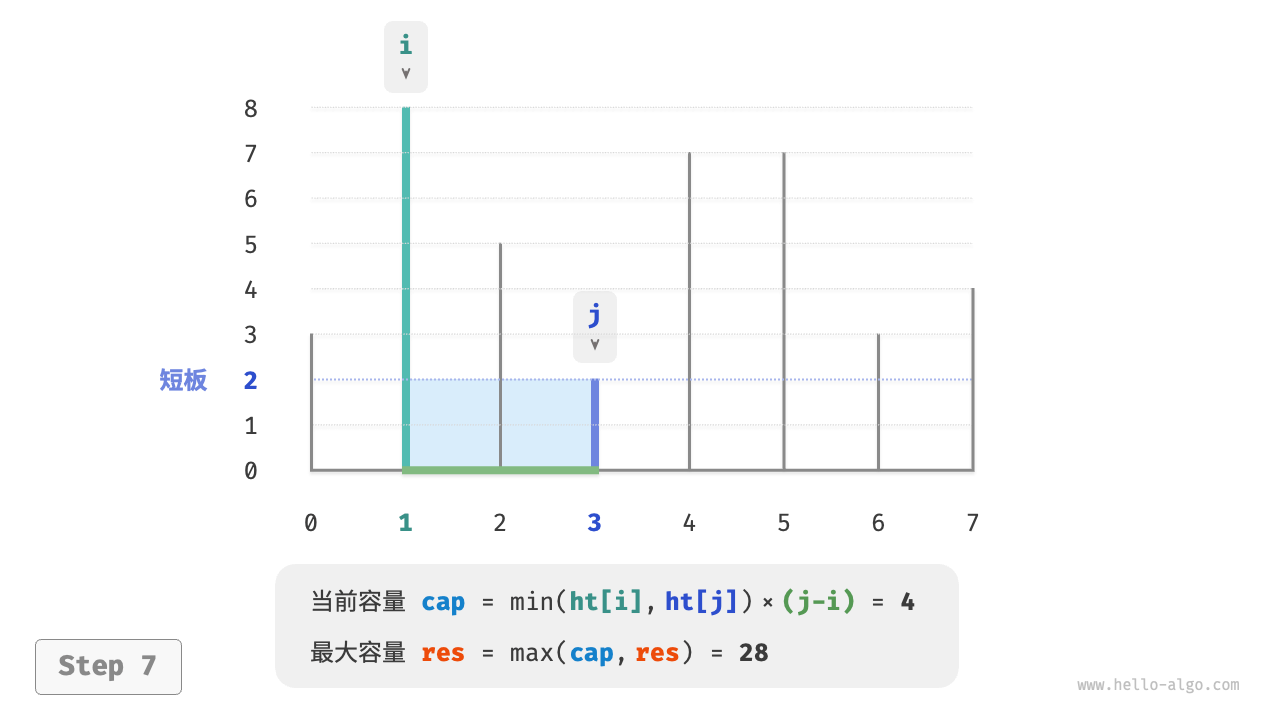 i
8
7
6
5
4
j
3
短板 2
1
0
0 1 2 3 4 5 6 7
当前容量 cap = min(ht[i], ht[j]) × (j-i) = 4
最大容量 res = max(cap, res) = 28
Step 7
www.hello-algo.com